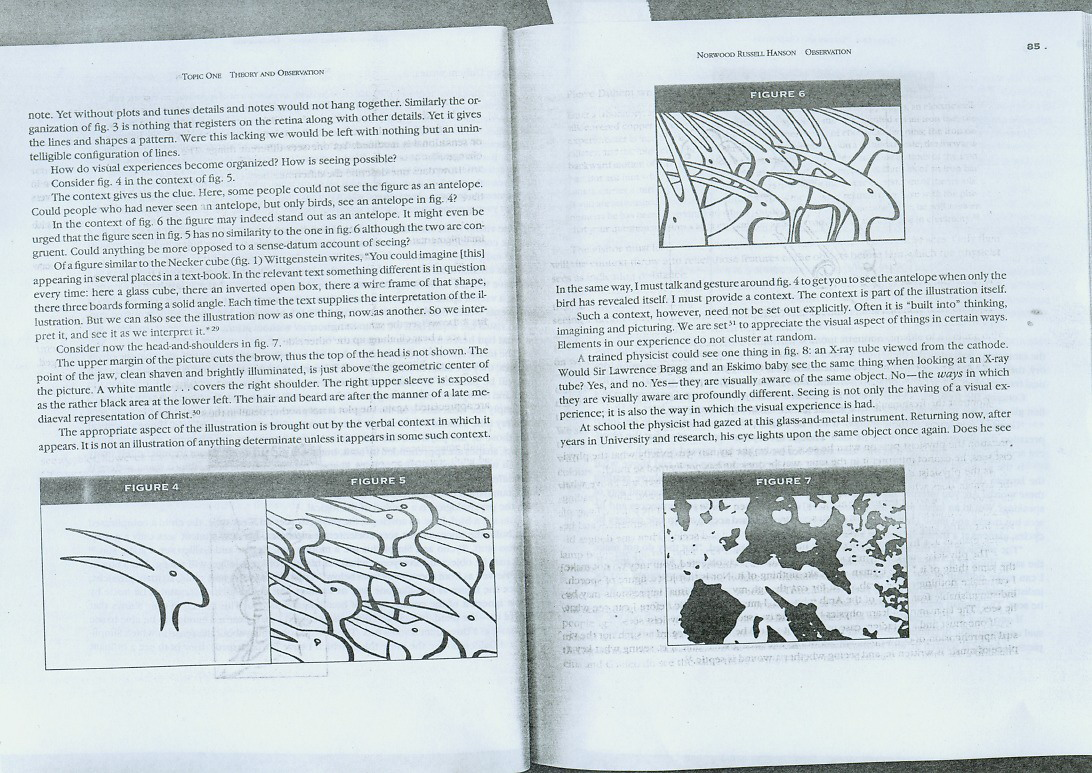 TOPIC ONE THEORY AND OBSERVATION
note. Yet without plots and tunes details and notes would not hang together. Similarly the or-
ganization of fig. 3 is nothing that registers on the retina along with other details. Yet it gives
the lines and shapes a pattern. Were this lacking we would be left with nothing but an unin-
telligible configuration of lines.
How do visual experiences become organized? How is seeing possible?
Consider fig. 4 in the context of fig. 5.
The context gives us the clue. Here, some people could not see the figure as an antelope.
Could people who had never seen an antelope, but only birds, see an antelope in fig. 4?
In the context of fig. 6 the figure may indeed stand out as an antelope. It might even be
urged that the figure seen in fig. 5 has no similarity to the one in fig. 6 although the two are con-
gruent. Could anything be more opposed to a sense-datum account of seeing?
Of a figure similar to the Necker cube (fig. 1) Wittgenstein writes, "You could imagine [this]
appearing in several places in a text-book. In the relevant text something different is in question
every time: here a glass cube, there an inverted open box, there a wire frame of that shape,
there three boards forming a solid angle. Each time the text supplies the interpretation of the il-
lustration. But we can also see the illustration now as one thing, now, as another. So we inter-
pret it, and see it as we interpret it."29
Consider now the head-and-shoulders in fig. 7.
The upper margin of the picture cuts the brow, thus the top of the head is not shown. The
point of the jaw, clean shaven and brightly illuminated, is just above the geometric center of
the picture. A white mantle . . . covers the right shoulder. The right upper sleeve is exposed
as the rather black area at the lower left. The hair and beard are after the manner of a late me-
diaeval representation of Christ.30
The appropriate aspect of the illustration is brought out by the verbal context in which it
appears. It is not an illustration of anything determinate unless it appears in some such context.
FIGURE 4
FIGURE 5
NORWOOD RUSSELL HANSON OBSERVATION
85
FIGURE 6
In the same way, I must talk and gesture around fig. 4 to get you to see the antelope when only the
bird has revealed itself. I must provide a context. The context is part of the illustration itself.
Such a context, however, need not be set out explicitly. Often it is "built into" thinking,
imagining and picturing. We are set31 to appreciate the visual aspect of things in certain ways.
Elements in our experience do not cluster at random.
A trained physicist could see one thing in fig. 8: an X-ray tube viewed from the cathode.
Would Sir Lawrence Bragg and an Eskimo baby see the same thing when looking at an X-ray
tube? Yes, and no. Yes—they are visually aware of the same object. No—the ways in which
they are visually aware are profoundly different. Seeing is not only the having of a visual ex-
perience; it is also the way in which the visual experience is had.
At school the physicist had gazed at this glass-and-metal instrument. Returning now, after
years in University and research, his eye lights upon the same object once again. Does he see
FIGURE 7